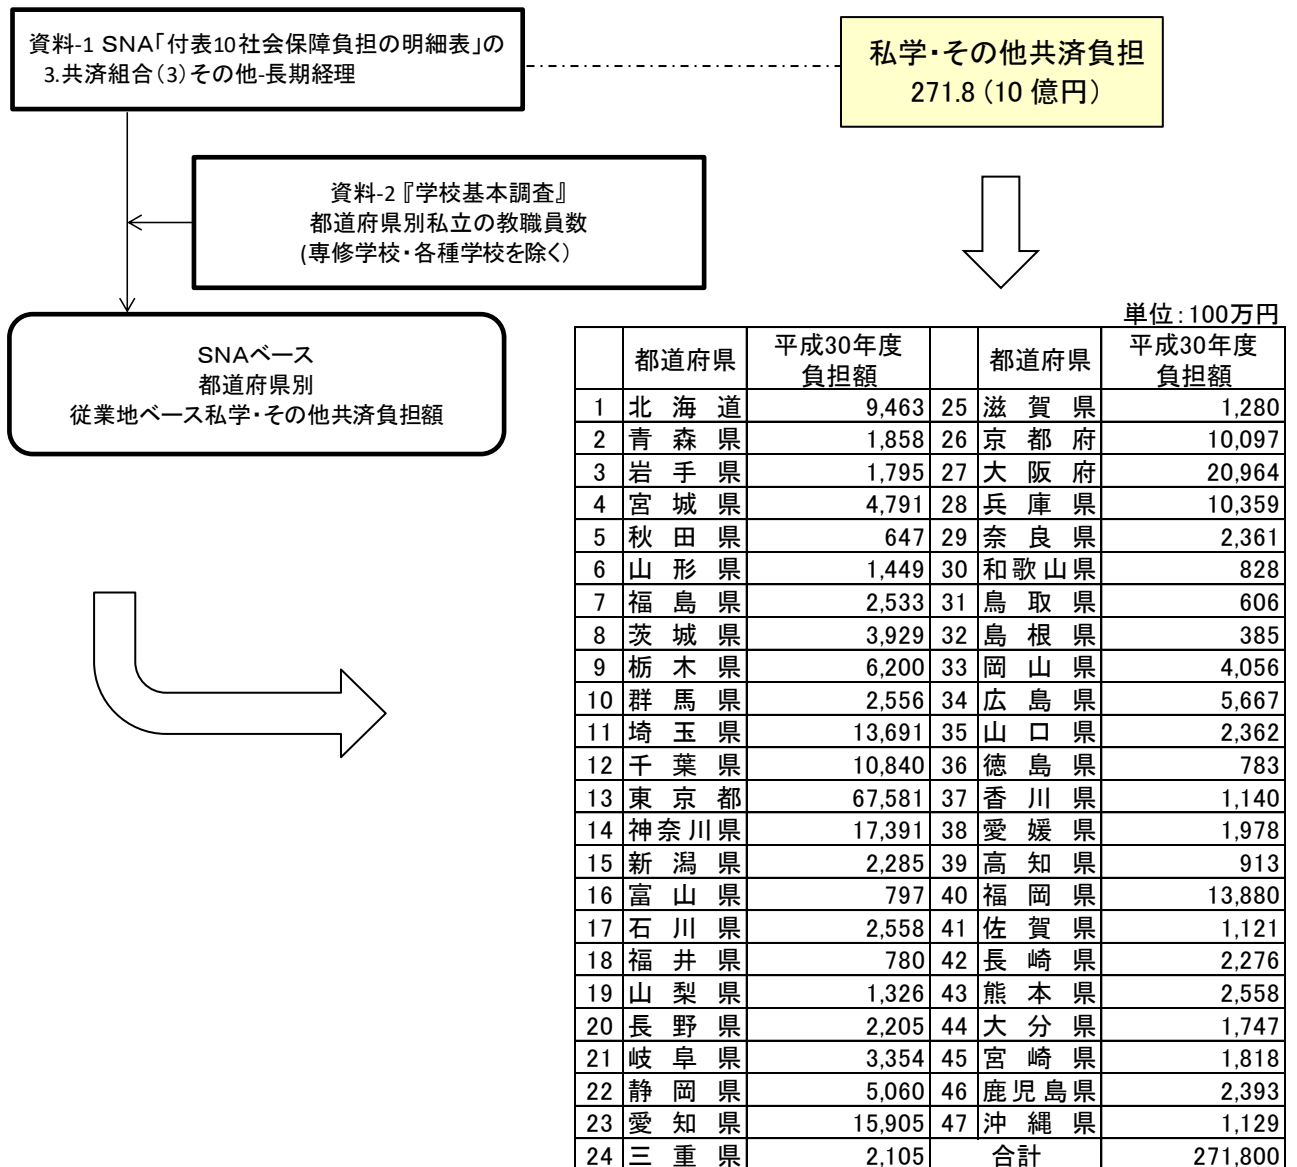 資料-1 SNA「付表10社会保障負担の明細表」の
3.共済組合(3)その他-長期経理
私学・その他共済負担
271.8(10 億円)
資料-2『学校基本調査』
都道府県別私立の教職員数
(専修学校・各種学校を除く)
SNAベース
都道府県別
従業地ベース私学・その他共済負担額
単位:100万円
都道府県 平成30年度 負担額 都道府県 平成30年度 負担額
1 北海道 9,463 25 滋賀県 1,280
2 青森県 1,858 26 京都府 10,097
3 岩手県 1,795 27 大阪府 20,964
4 宮城県 4,791 28 兵庫県 10,359
5 秋田県 647 29 奈良県 2,361
6 山形県 1,449 30 和歌山県 828
7 福島県 2,533 31 鳥取県 606
8 茨城県 3,929 32 島根県 385
9 栃木県 6,200 33 岡山県 4,056
10 群馬県 2,556 34 広島県 5,667
11 埼玉県 13,691 35 山口県 2,362
12 千葉県 10,840 36 徳島県 783
13 東京都 67,581 37 香川県 1,140
14 神奈川県 17,391 38 愛媛県 1,978
15 新潟県 2,285 39 高知県 913
16 富山県 797 40 福岡県 13,880
17 石川県 2,558 41 佐賀県 1,121
18 福井県 780 42 長崎県 2,276
19 山梨県 1,326 43 熊本県 2,558
20 長野県 2,205 44 大分県 1,747
21 岐阜県 3,354 45 宮崎県 1,818
22 静岡県 5,060 46 鹿児島県 2,393
23 愛知県 15,905 47 沖縄県 1,129
24 三重県 2,105 合計 271,800